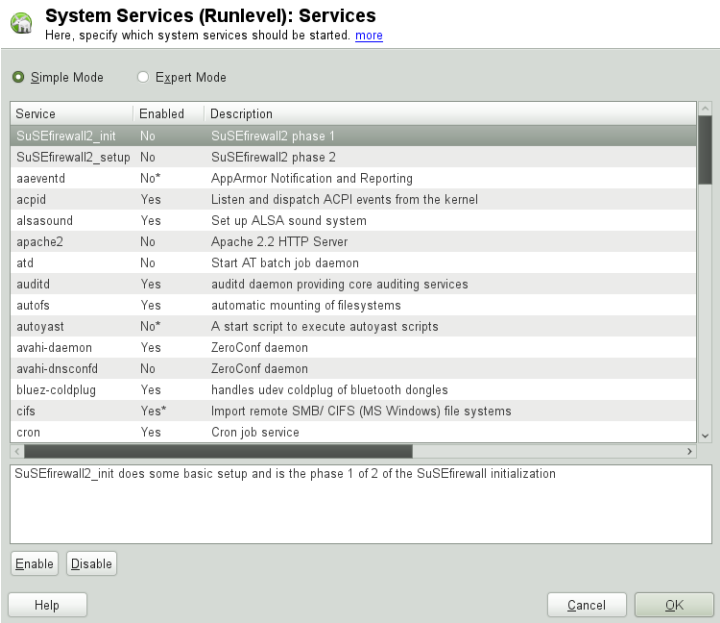 System Services (Runlevel): Services
Here, specify which system services should be started. more
Simple Mode Expert Mode
Service Enabled Description
SuSEfirewall2_init No SuSEfirewall2 phase 1
SuSEfirewall2_setup No SuSEfirewall2 phase 2
aaeventd No* AppArmor Notification and Reporting
acpid Yes Listen and dispatch ACPI events from the kernel
alsasound Yes Set up ALSA sound system
apache2 No Apache 2.2 HTTP Server
atd No Start AT batch job daemon
auditd Yes auditd daemon providing core auditing services
autofs Yes automatic mounting of filesystems
autoyast No* A start script to execute autoyast scripts
avahi-daemon Yes ZeroConf daemon
avahi-dnsconfd No ZeroConf daemon
bluez-coldplug Yes handles udev coldplug of bluetooth dongles
cifs Yes* Import remote SMB/ CIFS (MS Windows) file systems
cron Yes Cron job service
SuSEfirewall2_init does some basic setup and is the phase 1 of 2 of the SuSEfirewall initialization
Enable Disable
Help Cancel OK